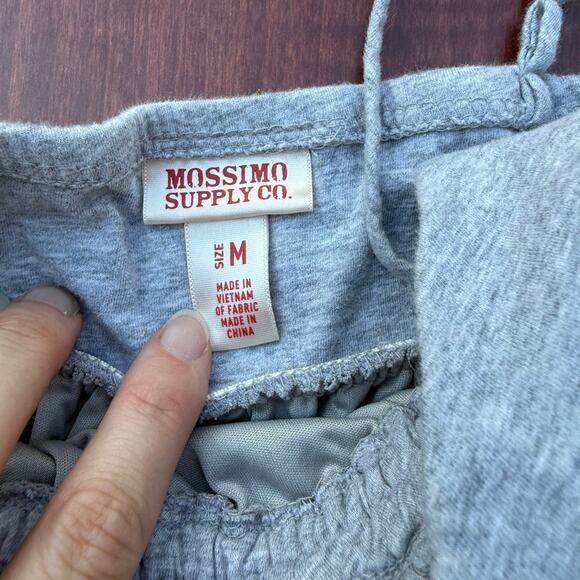 MOSSIMO
SUPPLY CO.
SIZE M
MADE IN
VIETNAM
OF FABRIC
MADE IN
CHINA